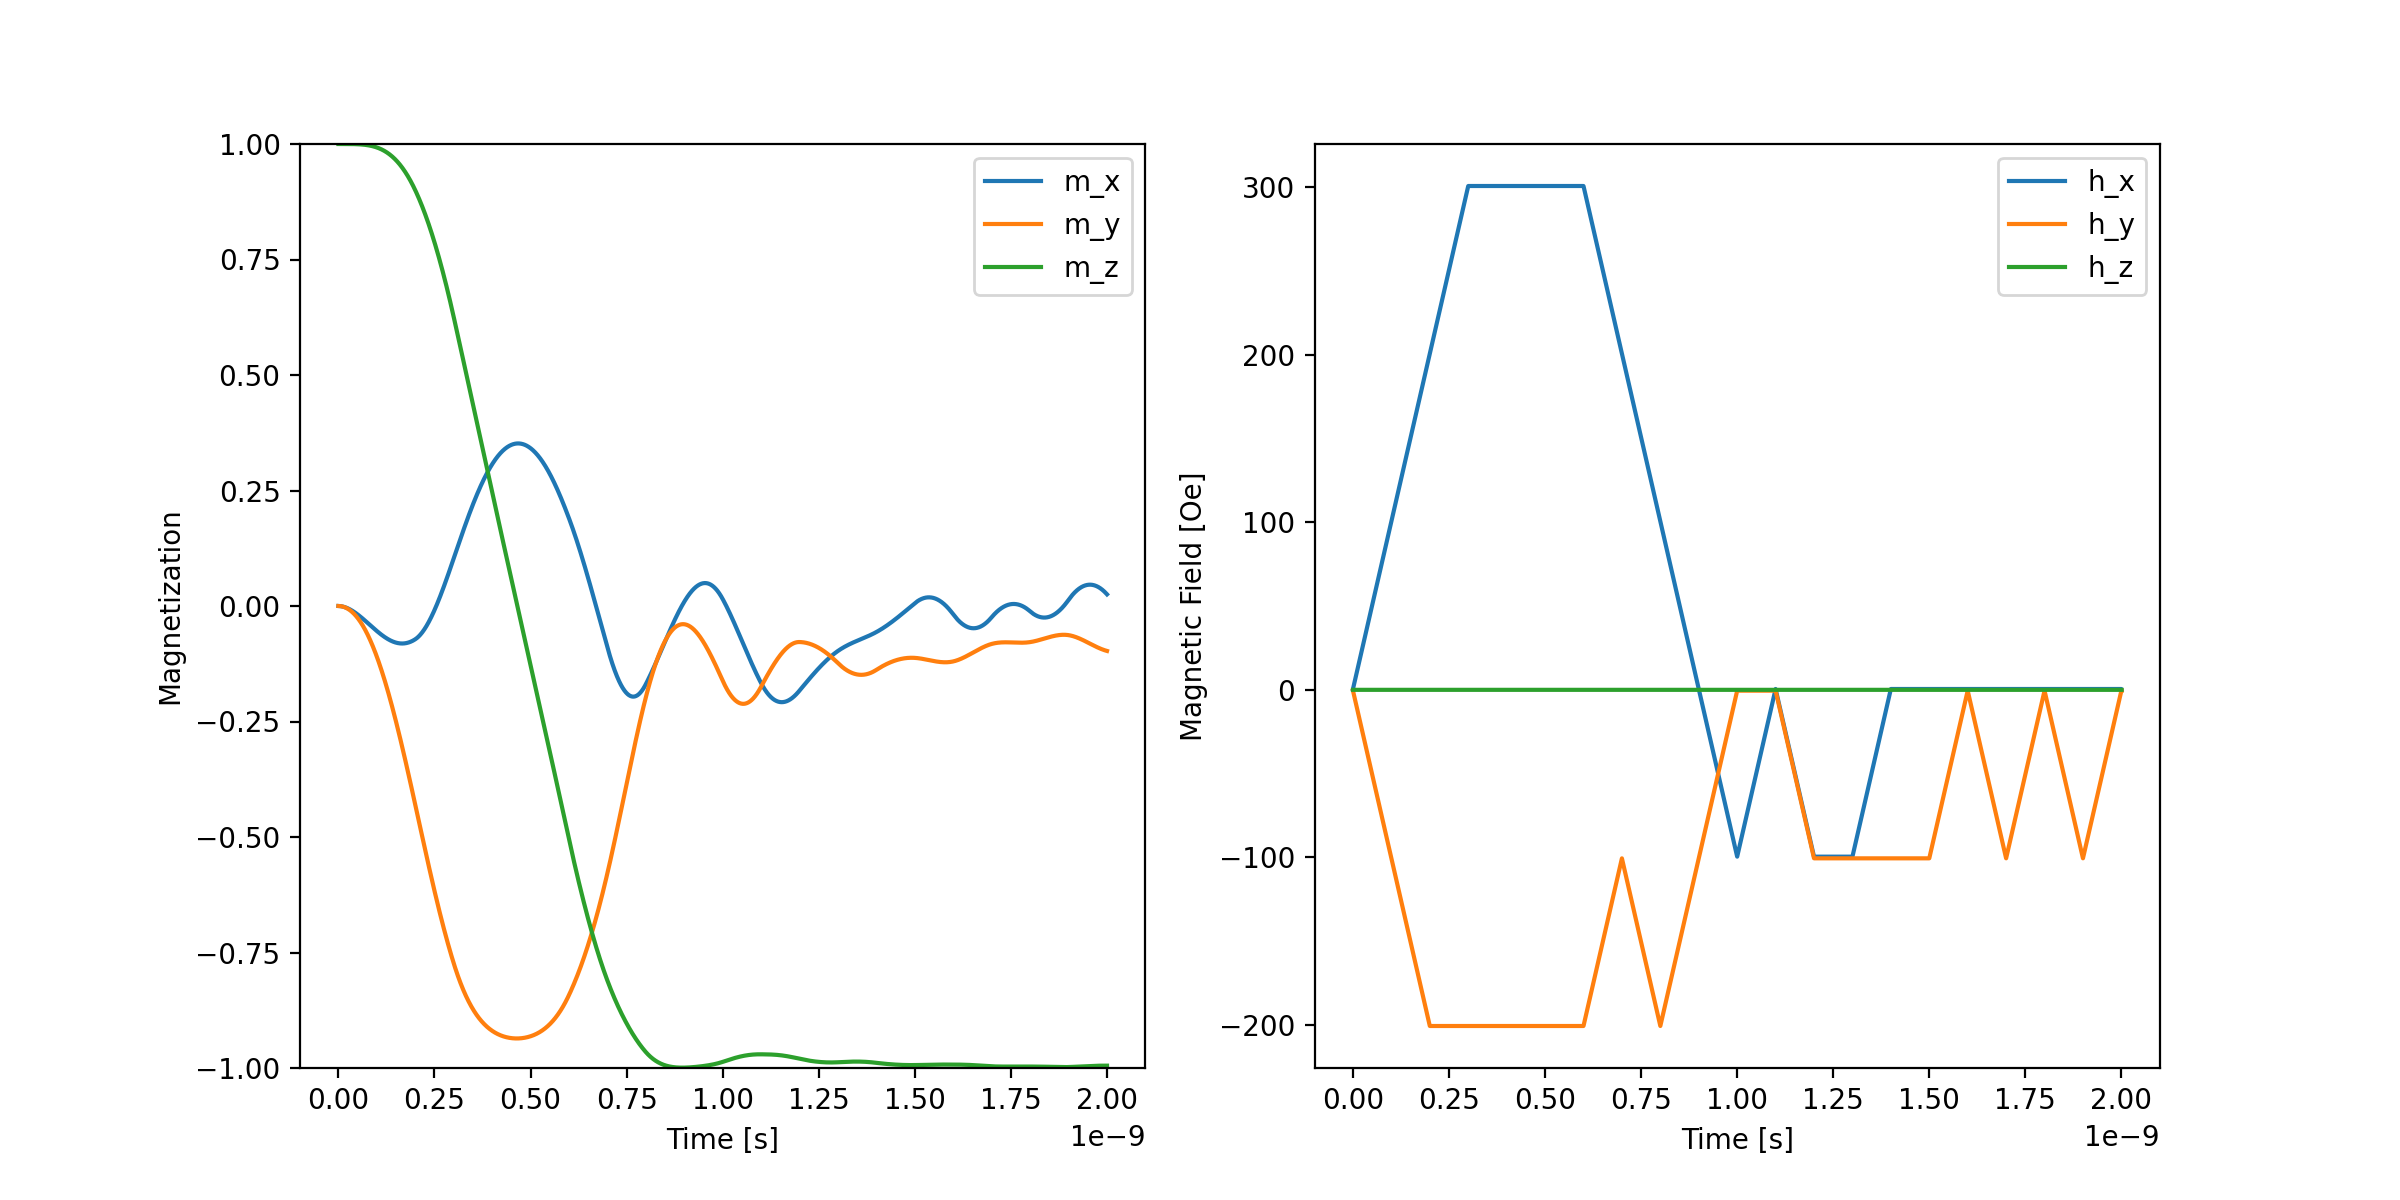 Magnetization
1.00
0.75
0.50
0.25
0.00
−0.25
−0.50
−0.75
−1.00
m_x
m_y
m_z
0.00 0.25 0.50 0.75 1.00 1.25 1.50 1.75 2.00
Time [s]
1e−9
Magnetic Field [Oe]
300
200
100
0
−100
−200
h_x
h_y
h_z
0.00 0.25 0.50 0.75 1.00 1.25 1.50 1.75 2.00
Time [s]
1e−9